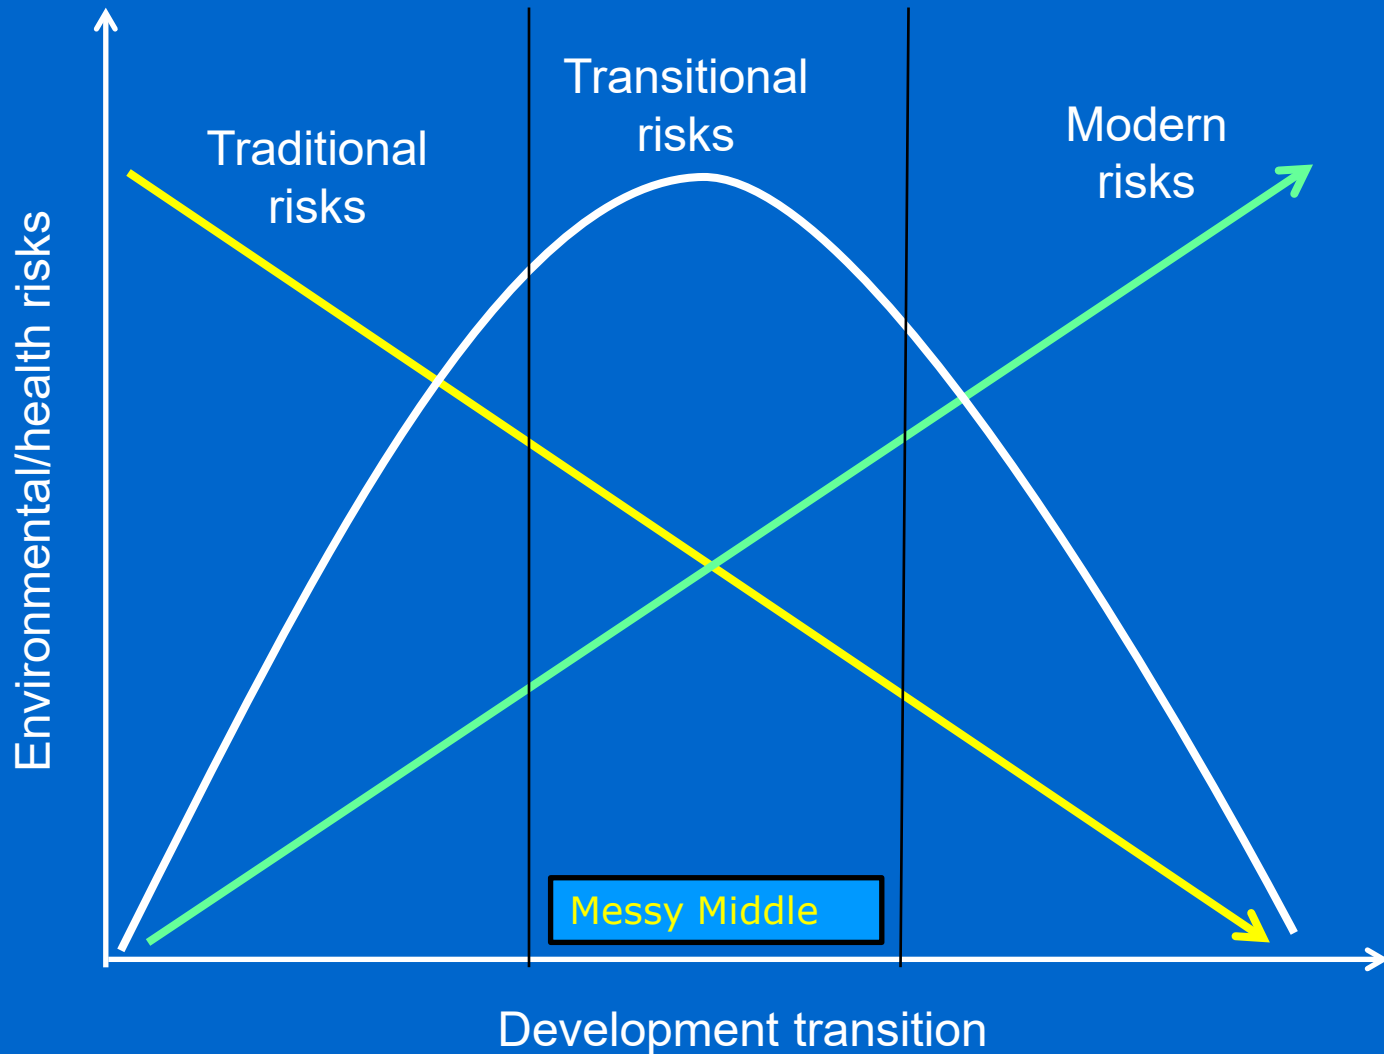 Transitional
risks
Traditional
risks
Modern
risks
Environmental/health risks
Messy Middle
Development transition